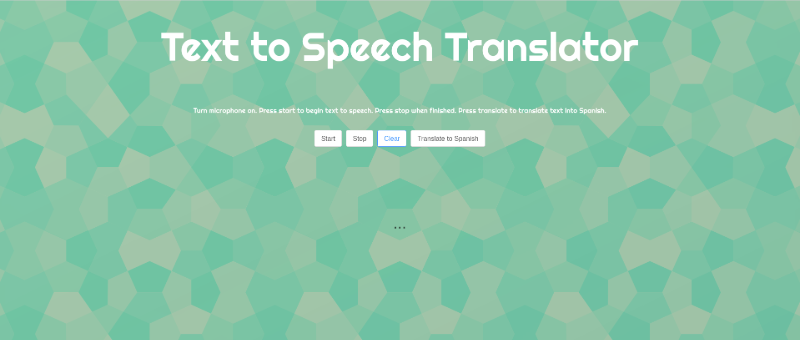 Text to Speech Translator
Turn microphone on. Press start to begin text to speech. Press stop when finished. Press translate to translate text into Spanish.
Start Stop Clear Translate to Spanish
...